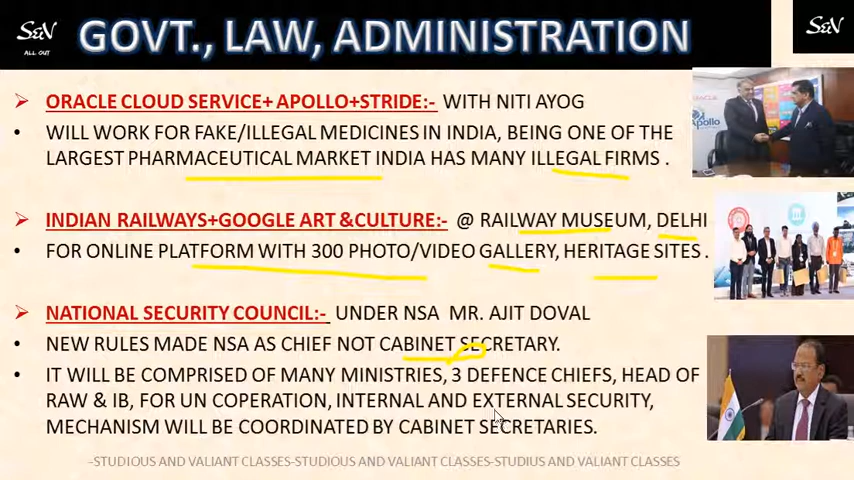 S&V
ALL OUT
GOVT., LAW, ADMINISTRATION
S&V
➢ ORACLE CLOUD SERVICE+ APOLLO+STRIDE:- WITH NITI AYOG
• WILL WORK FOR FAKE/ILLEGAL MEDICINES IN INDIA, BEING ONE OF THE
LARGEST PHARMACEUTICAL MARKET INDIA HAS MANY ILLEGAL FIRMS .
➢ INDIAN RAILWAYS+GOOGLE ART &CULTURE:- @ RAILWAY MUSEUM, DELHI
• FOR ONLINE PLATFORM WITH 300 PHOTO/VIDEO GALLERY, HERITAGE SITES .
➢ NATIONAL SECURITY COUNCIL:- UNDER NSA MR. AJIT DOVAL
• NEW RULES MADE NSA AS CHIEF NOT CABINET SECRETARY.
• IT WILL BE COMPRISED OF MANY MINISTRIES, 3 DEFENCE CHIEFS, HEAD OF
RAW & IB, FOR UN COPERATION, INTERNAL AND EXTERNAL SECURITY,
MECHANISM WILL BE COORDINATED BY CABINET SECRETARIES.
-STUDIOUS AND VALIANT CLASSES-STUDIOUS AND VALIANT CLASSES-STUDIUS AND VALIANT CLASSES